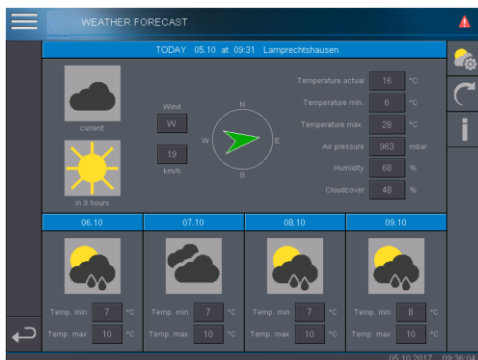 WEATHER FORECAST
TODAY 05.10 at 09:31 Lamprechtshausen
current
in 3 hours
Wind
W
19
km/h
N
W
E
B
Temperature actual 16 °C
Temperature min. 6 °C
Temperature max. 28 °C
Air pressure 963 mbar
Humidity 68 %
Cloudcover 48 %
06.10 07.10 08.10 09.10
Temp. min 7 °C Temp. min 7 °C Temp. min 7 °C Temp. min 8 °C
Temp. max 10 °C Temp. max 10 °C Temp. max 10 °C Temp. max 10 °C
05.10.2017 09:36:04